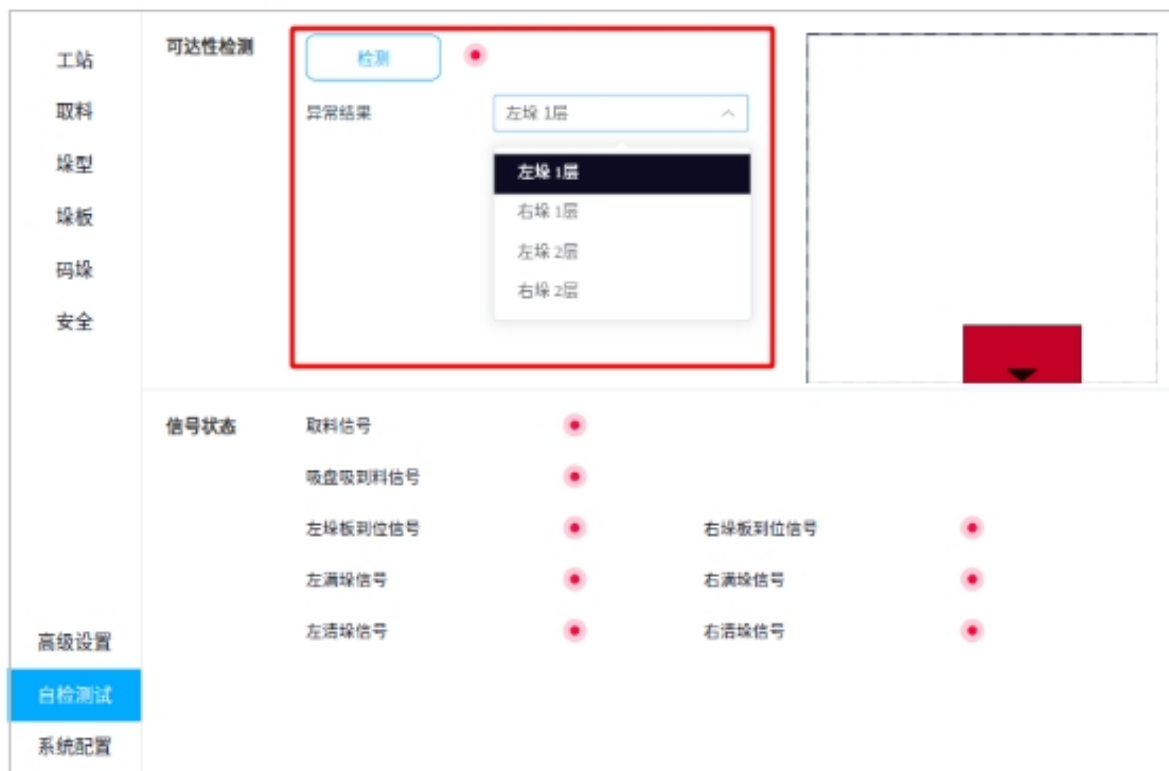 工站
取料
垛型
垛板
码垛
安全
高级设置
自检测试
系统配置
可达性检测
检测
异常结果
左垛 1层
左垛 1层
右垛 1层
左垛 2层
右垛 2层
信号状态
取料信号
吸盘吸到料信号
左垛板到位信号 右垛板到位信号
左满垛信号 右满垛信号
左清垛信号 右清垛信号